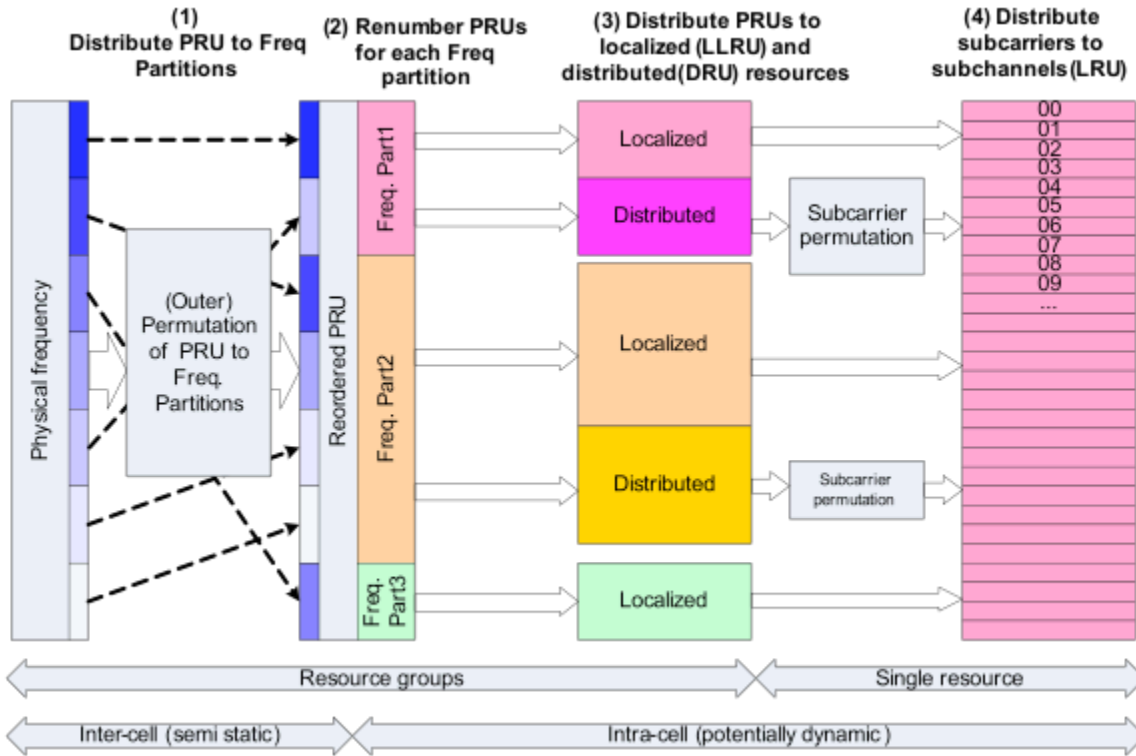 (1)
Distribute PRU to Freq
Partitions
(2) Renumber PRUs
for each Freq
partition
(3) Distribute PRUs to
localized (LLRU) and
distributed(DRU) resources
(4) Distribute
subcarriers to
subchannels(LRU)
Physical frequency
(Outer)
Permutation
of PRU to
Freq.
Partitions
Reordered PRU
Freq. Part1
Freq. Part2
Freq.
Part3
Localized
Distributed
Localized
Distributed
Localized
Subcarrier
permutation
Subcarrier
permutation
00
01
02
03
04
05
06
07
08
09
...
Resource groups
Single resource
Inter-cell (semi static)
Intra-cell (potentially dynamic)